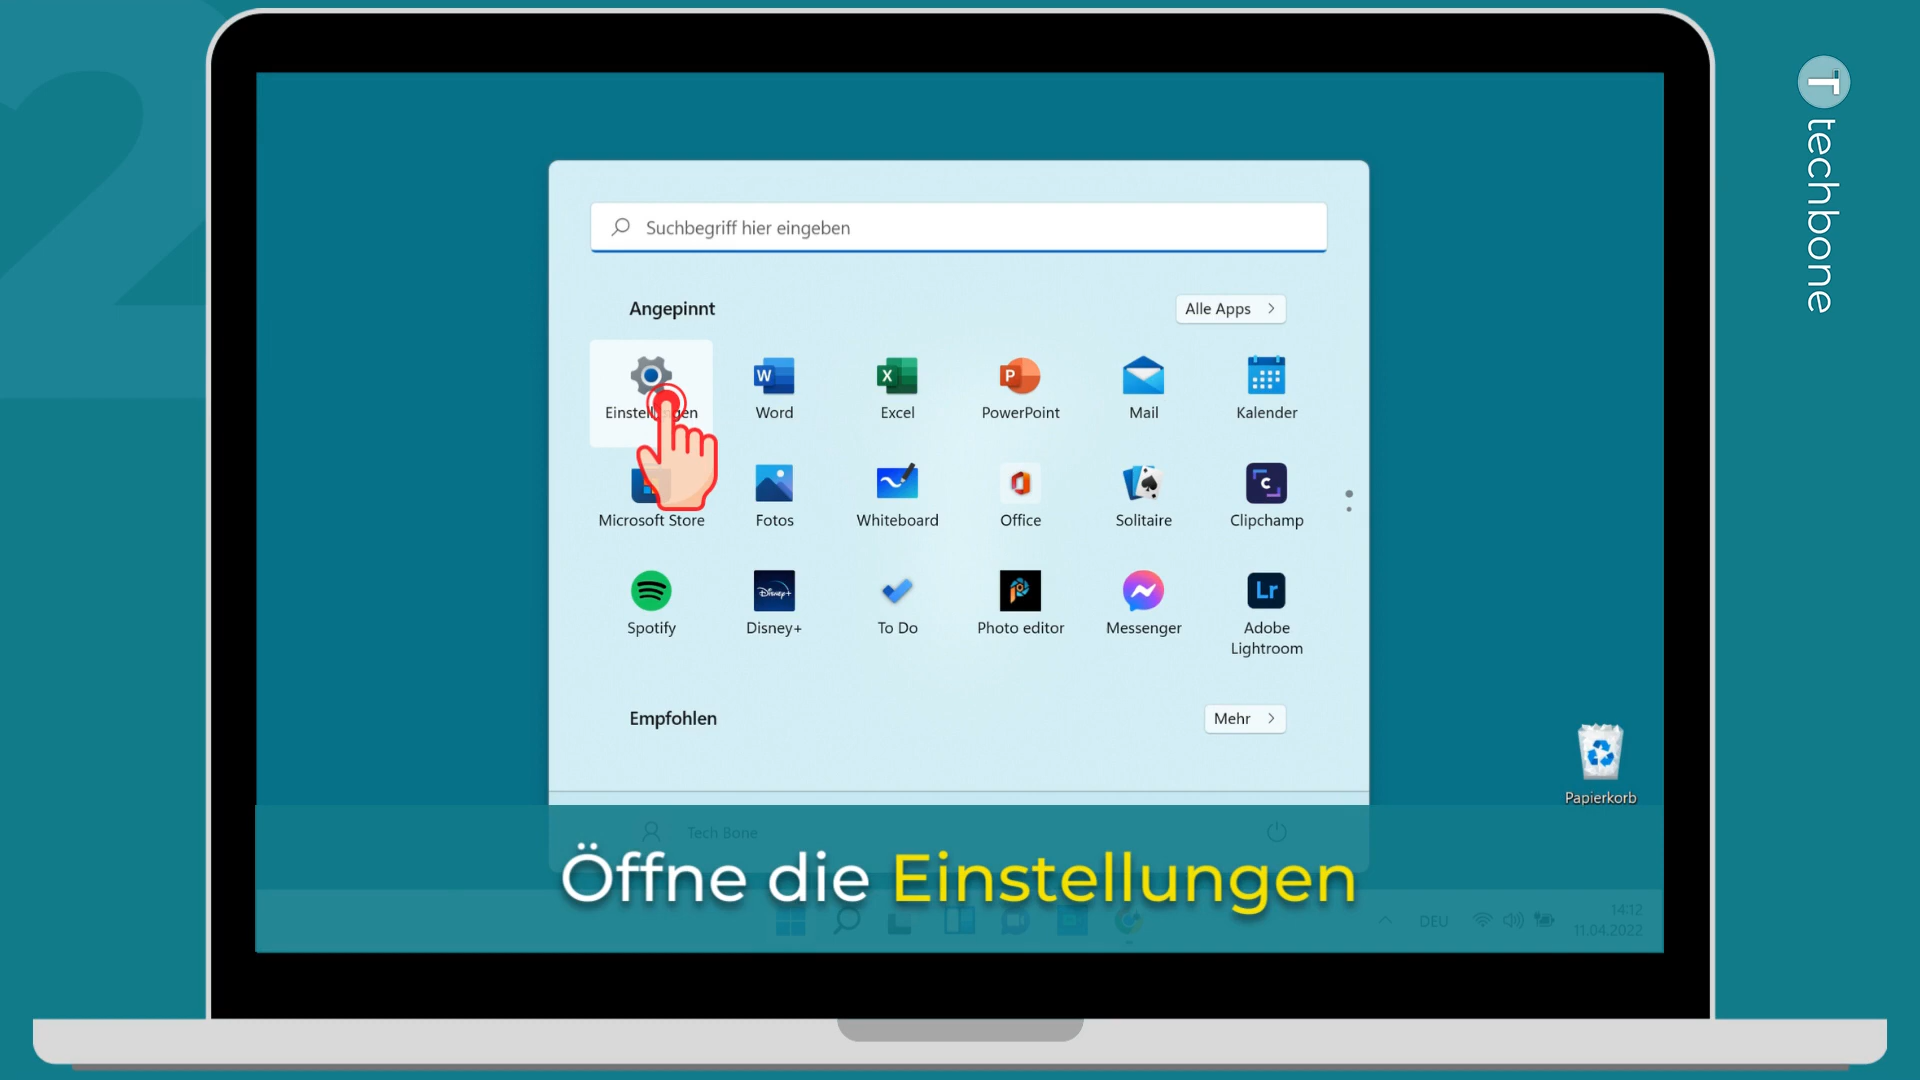 2
T techbone
Suchbegriff hier eingeben
Angepinnt
Alle Apps
Einstellungen
Word
Excel
PowerPoint
Mail
Kalender
Microsoft Store
Fotos
Whiteboard
Office
Solitaire
Clipchamp
Spotify
Disney+
To Do
Photo editor
Messenger
Adobe
Lightroom
Empfohlen
Mehr
Papierkorb
Tech Bone
Öffne die Einstellungen
DEU
14:12
11.04.2022